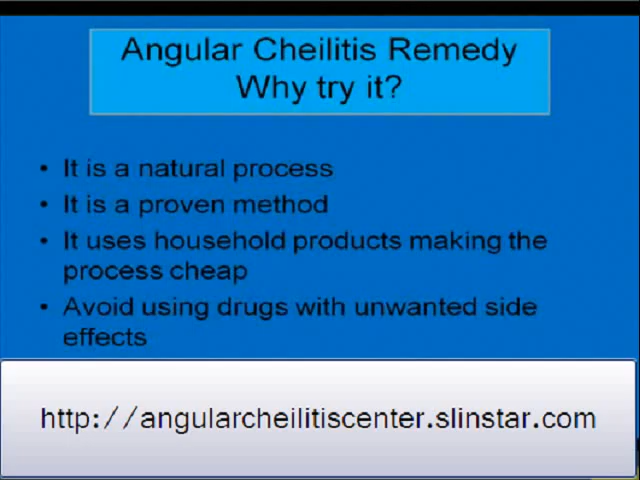 Angular Cheilitis Remedy
Why try it?
• It is a natural process
• It is a proven method
• It uses household products making the
process cheap
• Avoid using drugs with unwanted side
effects
http://angularcheilitiscenter.slinstar.com